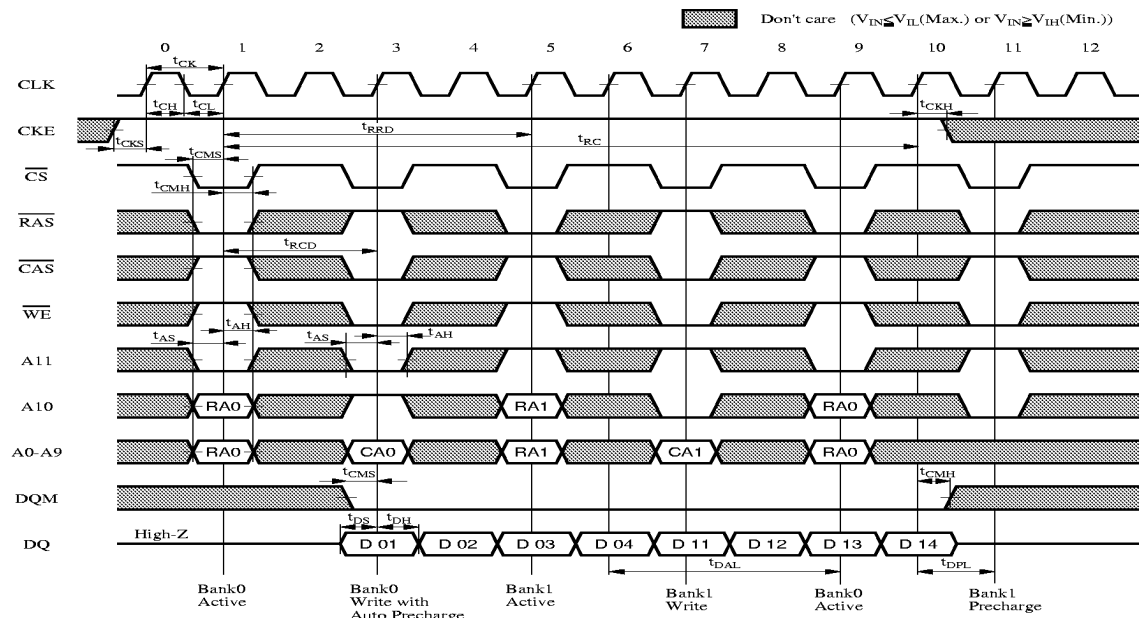 Don't care (VIN≦VIL(Max.) or VIN≧VIH(Min.))
0 1 2 3 4 5 6 7 8 9 10 11 12
tCK
CLK
tCH tCL tCKH
CKE
tRRD
tRC
tCKS
tCMS
CS
tCMH
RAS
tRCD
CAS
WE
tAS tAH tAS tAH
A11
A10 RA0 RA1 RA0
A0-A9 RA0 CA0 RA1 CA1 RA0
tCMS tCMH
DQM
tDS tDH
High-Z
DQ D 01 D 02 D 03 D 04 D 11 D 12 D 13 D 14
tDAL tDPL
Bank0 Active
Bank0 Write with Auto Precharge
Bank1 Active
Bank1 Write
Bank0 Active
Bank1 Precharge